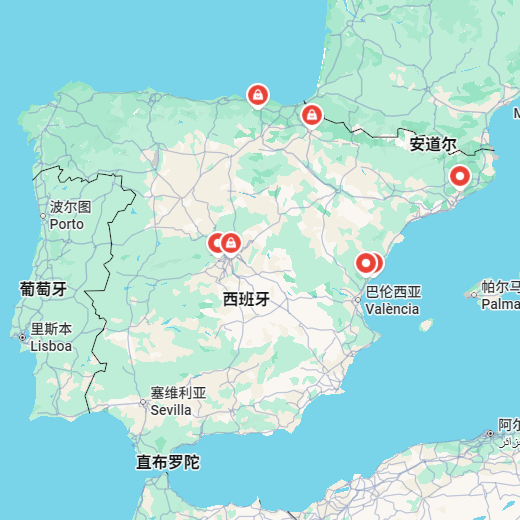 M
安道尔
波尔图
Porto
葡萄牙
西班牙
巴伦西亚
València
帕尔马
Palma
里斯本
Lisboa
塞维利亚
Sevilla
阿尔
直布罗陀